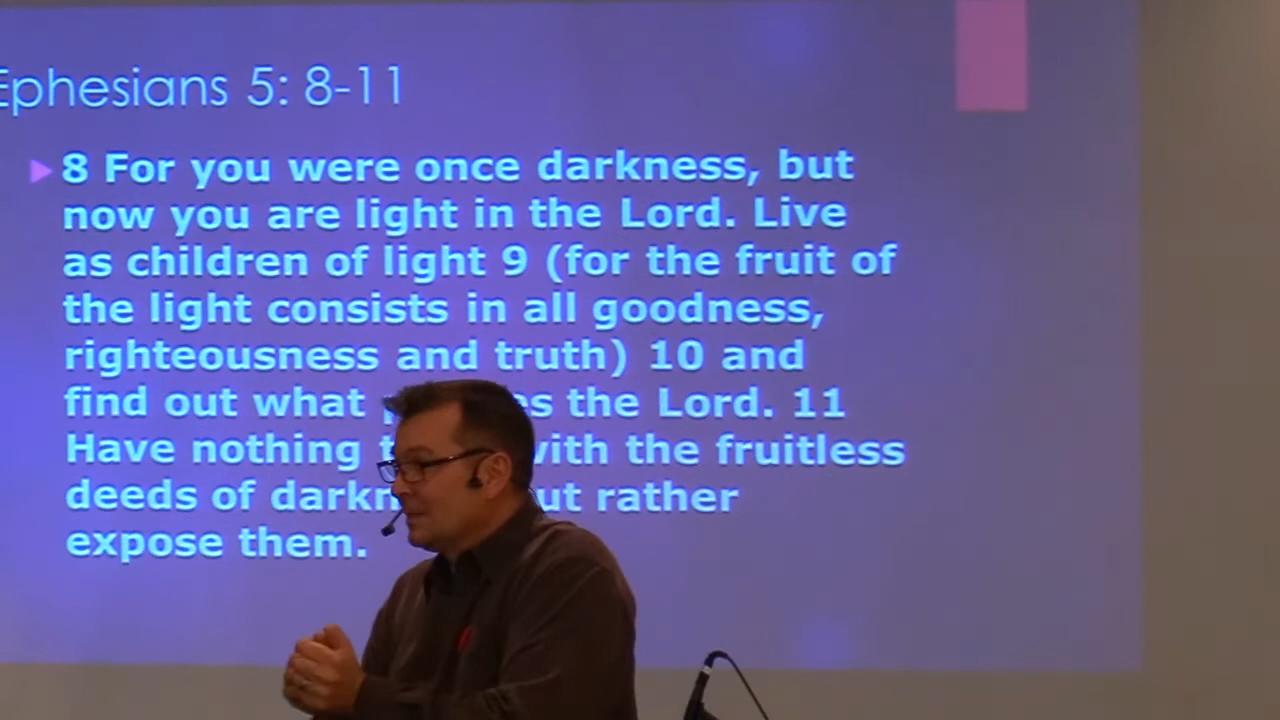 Ephesians 5: 8-11
8 For you were once darkness, but
now you are light in the Lord. Live
as children of light 9 (for the fruit of
the light consists in all goodness,
righteousness and truth) 10 and
find out what the Lord. 11
Have nothing with the fruitless
deeds of rather
expose them.